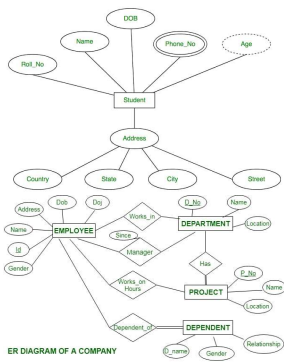 DOB
Name
Phone_No
Age
Roll_No
Student
Address
Country
State
City
Street
Dob
Doj
D_No
Name
Address
Works_in
EMPLOYEE
DEPARTMENT
Location
Name
Since
Manager
Id
Has
P_No
Gender
Works_on
Hours
Name
PROJECT
Location
Dependent_of
DEPENDENT
Relationship
D_name
Gender
ER DIAGRAM OF A COMPANY